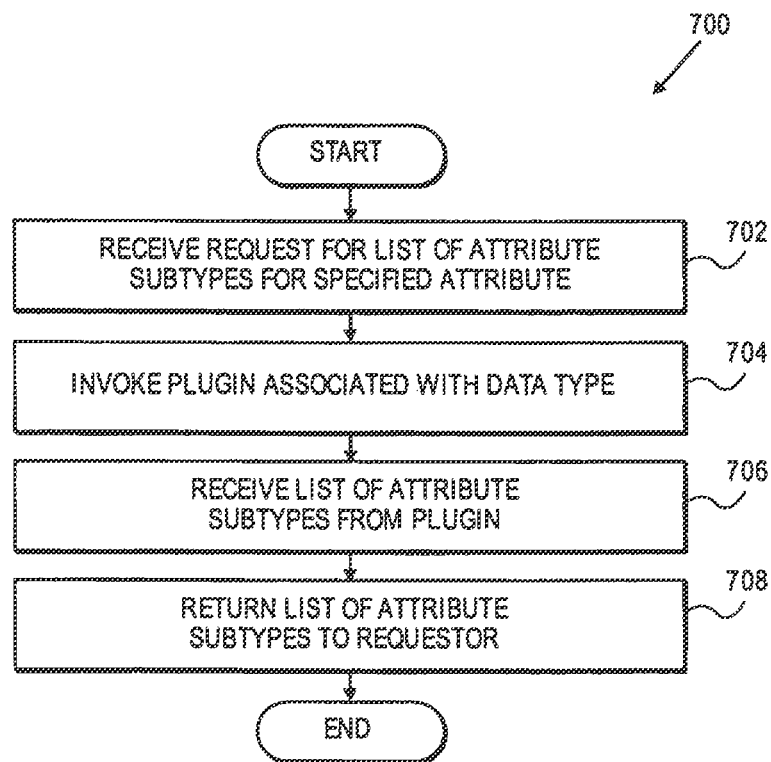 700
START
RECEIVE REQUEST FOR LIST OF ATTRIBUTE
SUBTYPES FOR SPECIFIED ATTRIBUTE
702
INVOKE PLUGIN ASSOCIATED WITH DATA TYPE
704
RECEIVE LIST OF ATTRIBUTE
SUBTYPES FROM PLUGIN
706
RETURN LIST OF ATTRIBUTE
SUBTYPES TO REQUESTOR
708
END